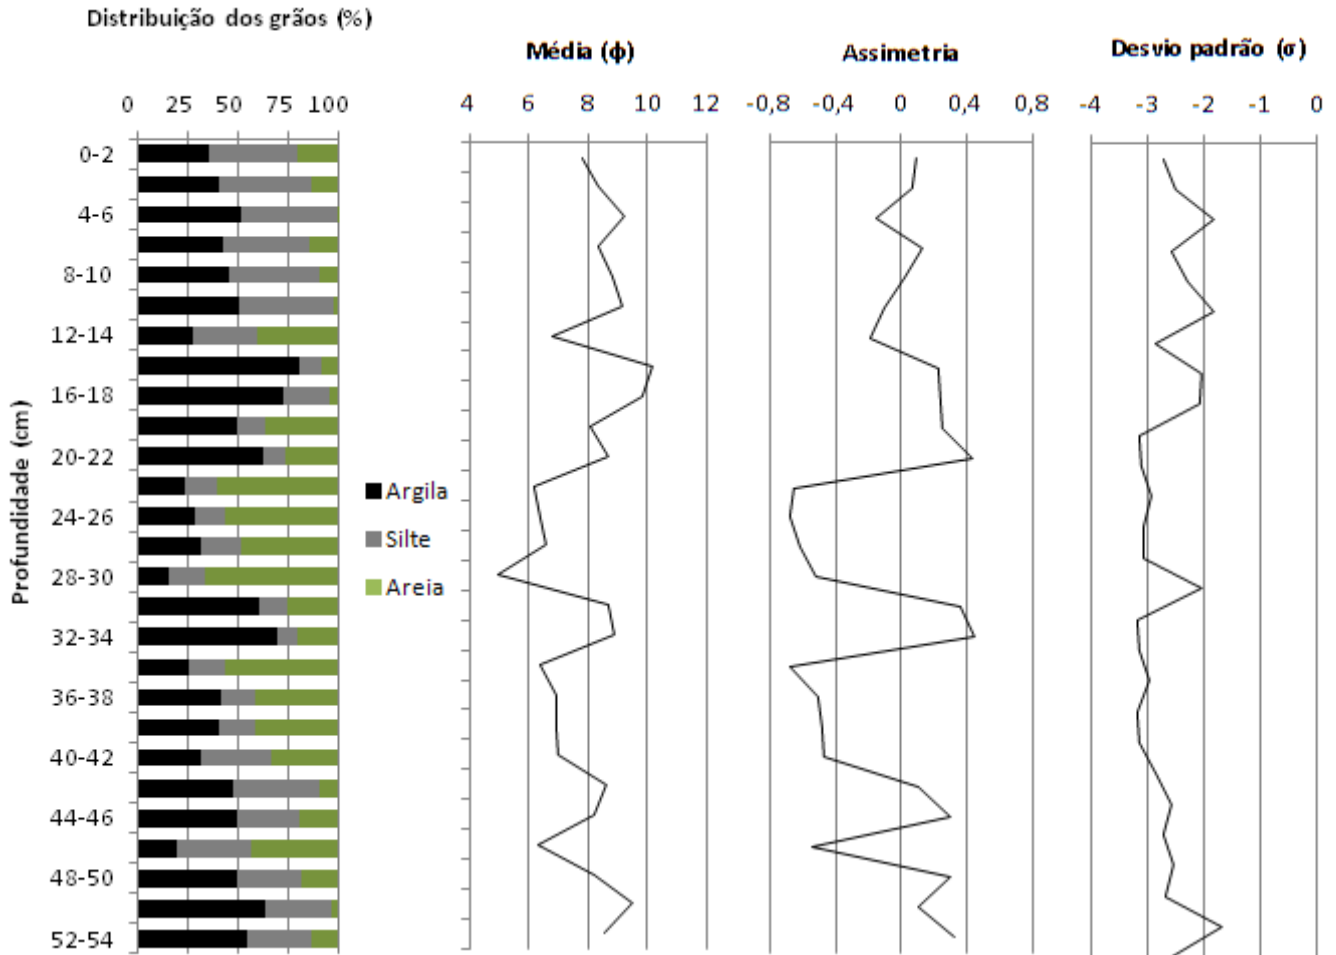 Distribuição dos grãos (%)
Média (ϕ)
Assimetria
Desvio padrão (σ)
0 25 50 75 100
4 6 8 10 12
-0,8 -0,4 0 0,4 0,8
-4 -3 -2 -1 0
Profundidade (cm)
0-2
4-6
8-10
12-14
16-18
20-22
24-26
28-30
32-34
36-38
40-42
44-46
48-50
52-54
Argila
Silte
Areia